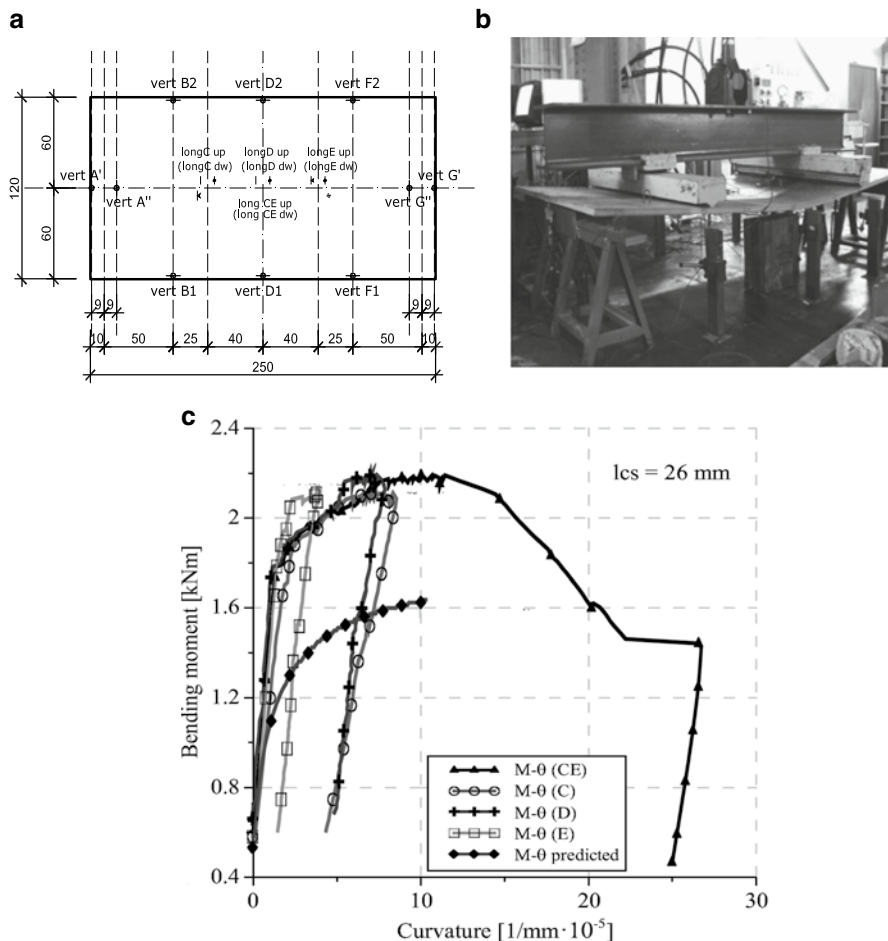 a
b
vert B2 vert D2 vert F2
60
120
60
longC up longD up longE up
(longC dw) (longD dw) (longE dw)
vert A' vert G'
vert A'' vert G''
long CE up
(long CE dw)
vert B1 vert D1 vert F1
9 9 9 9
10 50 25 40 40 25 50 10
250
c
2.4
lcs = 26 mm
2
1.6
1.2
0.8
0.4
Bending moment [kNm]
M-θ (CE)
M-θ (C)
M-θ (D)
M-θ (E)
M-θ predicted
0 10 20 30
Curvature [1/mm·10⁻⁵]